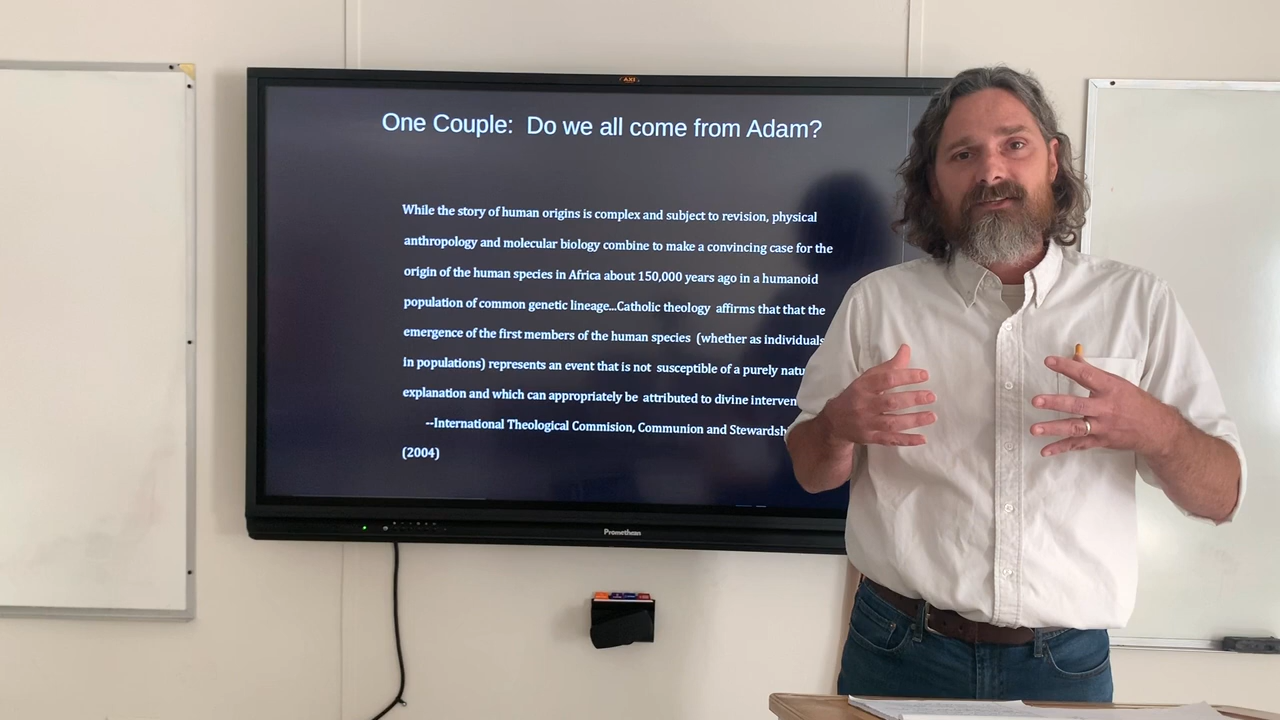 One Couple:  Do we all come from Adam?
While the story of human origins is complex and subject to revision, physical
anthropology and molecular biology combine to make a convincing case for the
origin of the human species in Africa about 150,000 years ago in a humanoid
population of common genetic lineage...Catholic theology affirms that that the
emergence of the first members of the human species (whether as individuals
in populations) represents an event that is not susceptible of a purely
explanation and which can appropriately be attributed to divine
--International Theological Commision, Communion and
(2004)
Promethean